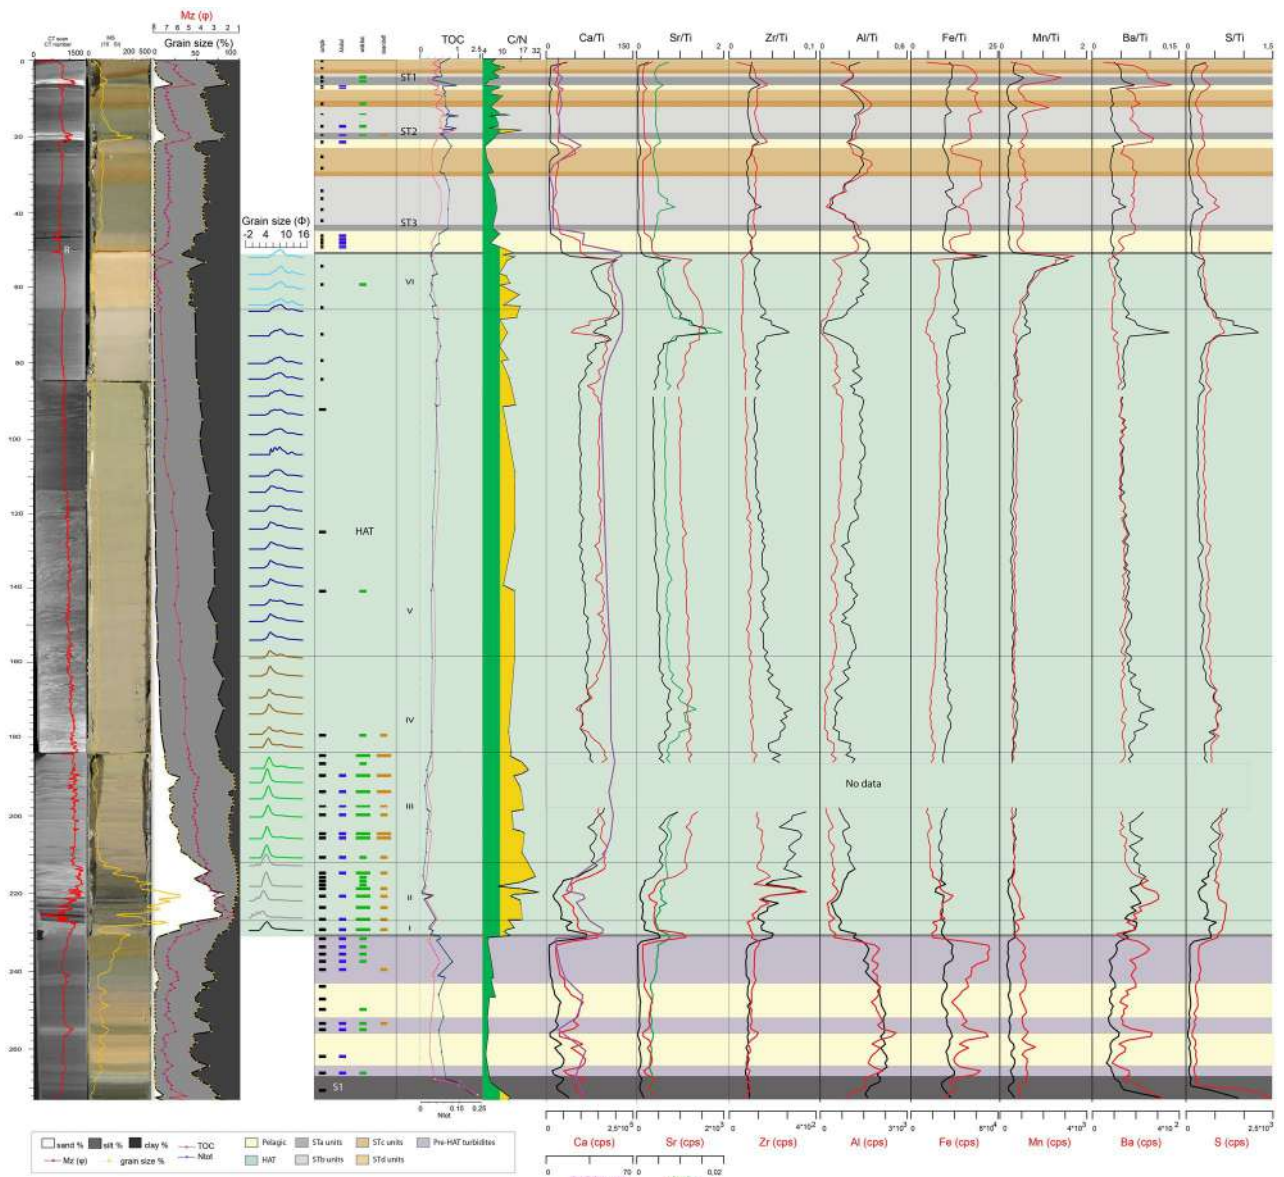 Mz (φ)
8 7 6 5 4 3 2 1
CT scan
CT number
0 1500
MS
200 500
Grain size (%)
50 100
TOC
0 1 2.5
C/N
4 10 17 32
Ca/Ti
0 150
Sr/Ti
0 2
Zr/Ti
0 0,1
Al/Ti
0 0,6
Fe/Ti
0 25
Mn/Ti
0 2
Ba/Ti
0 0,15
S/Ti
0 1,5
0
20
40
60
80
100
120
140
160
180
200
220
240
260
Grain size (Φ)
-2 4 10 16
ST1
ST2
ST3
VI
HAT
V
IV
III
II
I
S1
No data
0 0.10 0.25
Ntot
0 2.5*10⁵
Ca (cps)
0 2*10³
Sr (cps)
0 4*10²
Zr (cps)
0 3*10³
Al (cps)
0 6*10⁴
Fe (cps)
0 4*10³
Mn (cps)
0 4*10²
Ba (cps)
0 2,5*10³
S (cps)
0 70
0 0,02
sand % silt % clay % TOC
Mz (φ) grain size % Ntot
Pelagic STa units STc units Pre-HAT turbidites
HAT STb units STd units